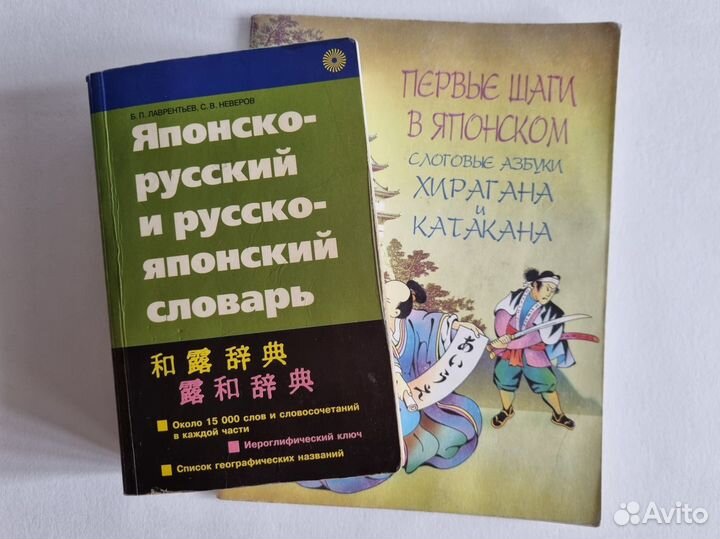 Б. П. ЛАВРЕНТЬЕВ, С. В. НЕВЕРОВ
Японско-
русский
и русско-
японский
словарь
和露辞典
露和辞典
Около 15 000 слов и словосочетаний
в каждой части
Иероглифический ключ
Список географических названий
ПЕРВЫЕ ШАГИ
В ЯПОНСКОМ
СЛОГОВЫЕ АЗБУКИ
ХИРАГАНА
И
КАТАКАНА
あいうえ
Avito